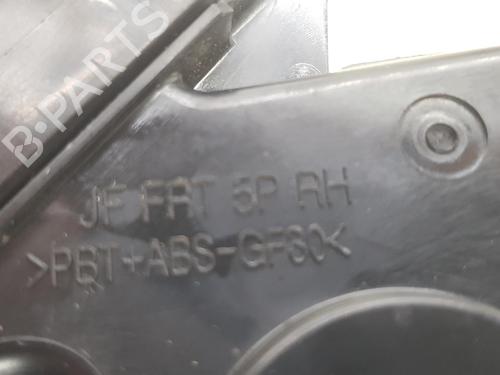 B-PARTS
JF FRT 5P RH
>PBT+ABS-GF30<